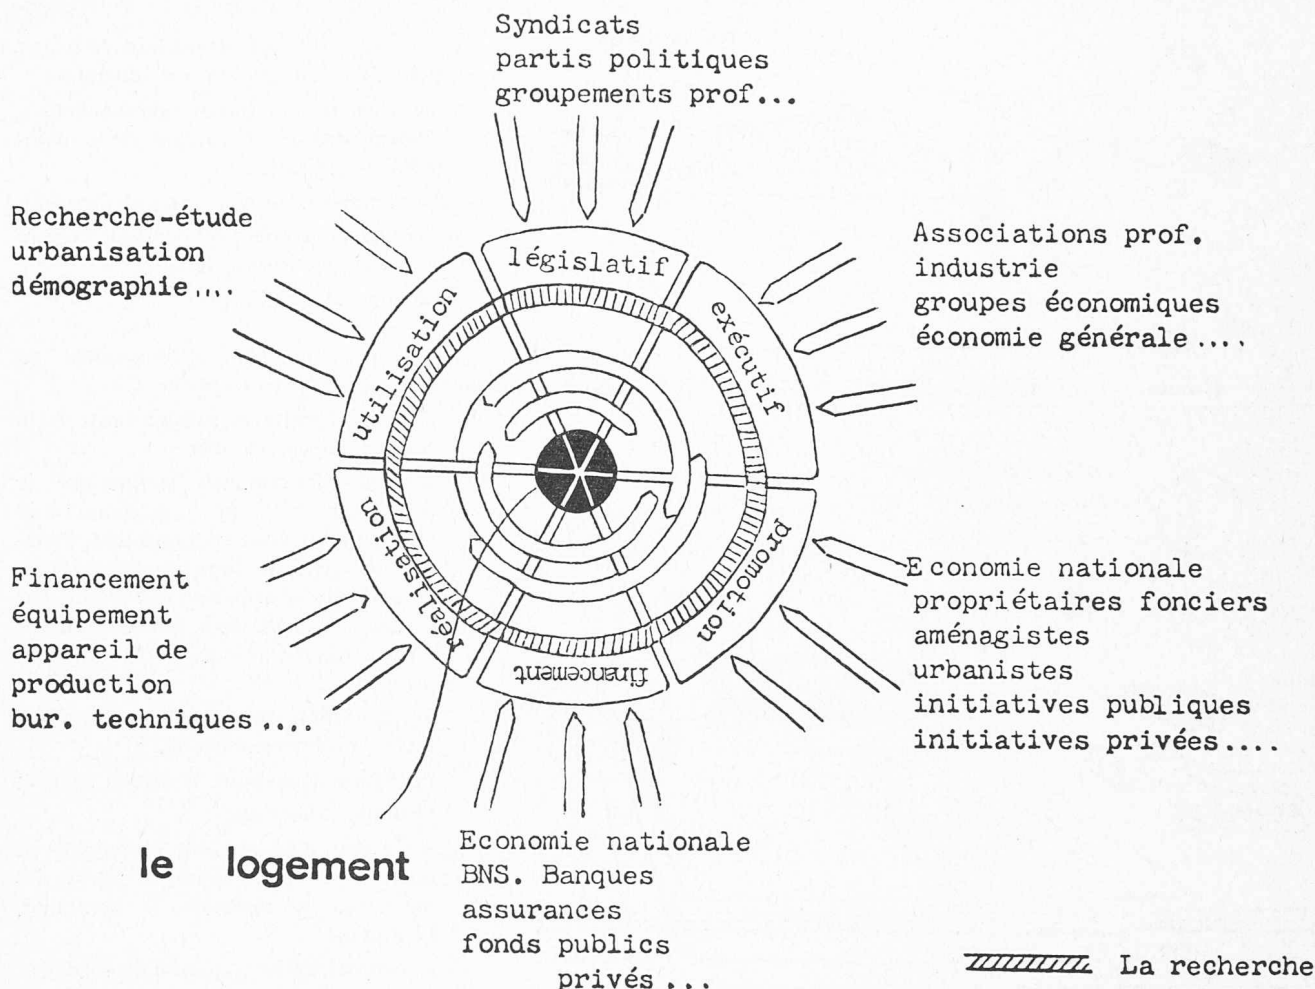 Syndicats
partis politiques
groupements prof...
Recherche-étude
urbanisation
démographie....
Associations prof.
industrie
groupes économiques
économie générale....
législatif
exécutif
utilisation
promotion
réalisation
financement
Financement
équipement
appareil de
production
bur. techniques....
Economie nationale
propriétaires fonciers
aménagistes
urbanistes
initiatives publiques
initiatives privées....
le logement
Economie nationale
BNS. Banques
assurances
fonds publics
privés...
La recherche